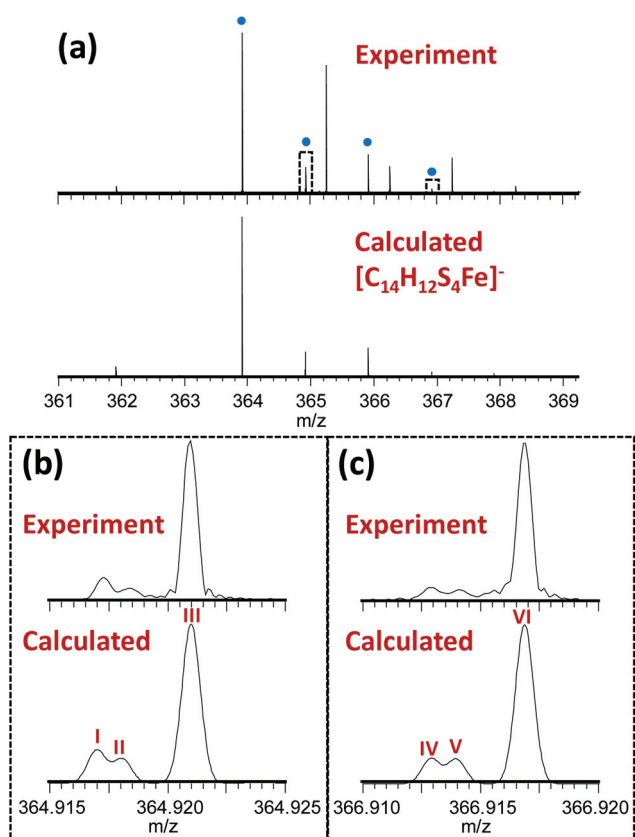 (a)
Experiment
Calculated
[C₁₄H₁₂S₄Fe]⁻
361 362 363 364 365 366 367 368 369
m/z
(b)
Experiment
Calculated
I
II
III
364.915 364.920 364.925
m/z
(c)
Experiment
Calculated
IV
V
VI
366.910 366.915 366.920
m/z